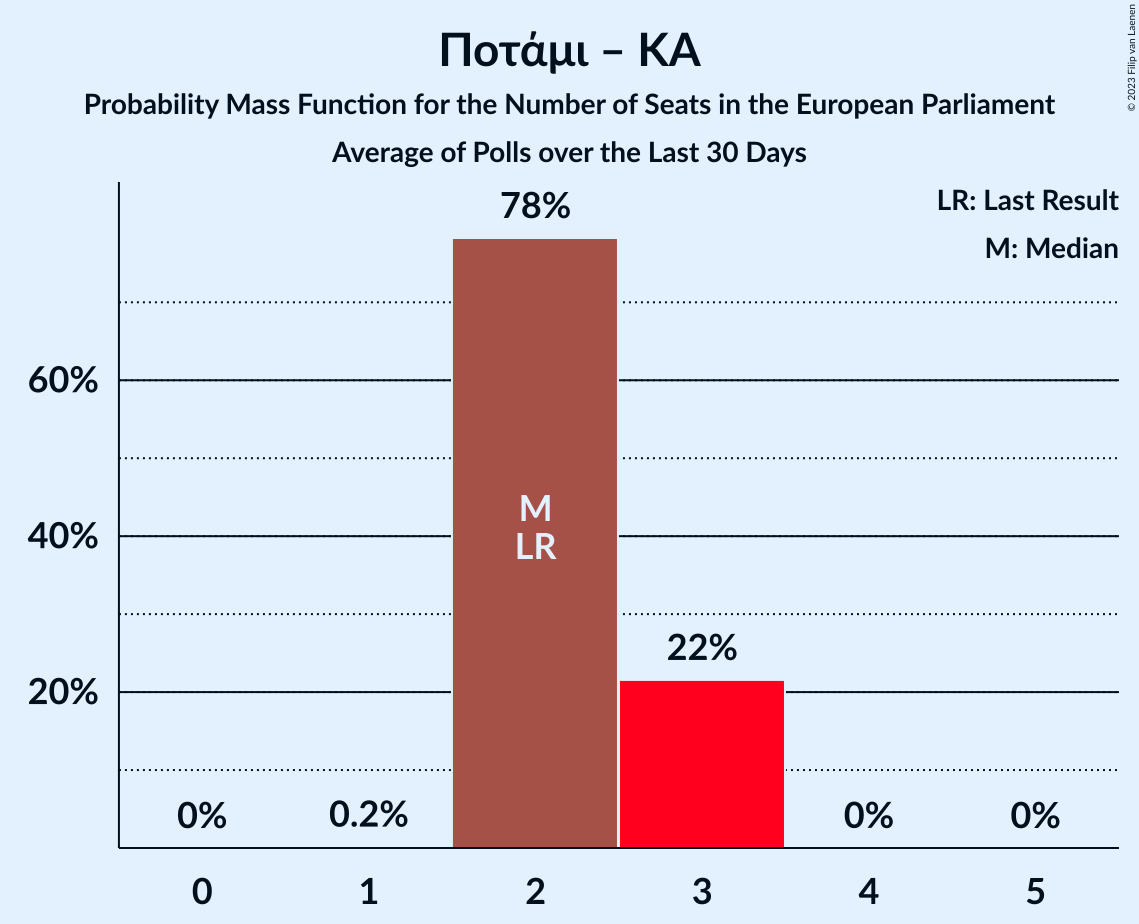 Ποτάμι – ΚΑ
Probability Mass Function for the Number of Seats in the European Parliament
Average of Polls over the Last 30 Days
© 2023 Filip van Laenen
LR: Last Result
M: Median
78%
60%
M
40%
LR
22%
20%
0%
0.2%
0%
0%
0
1
2
3
4
5